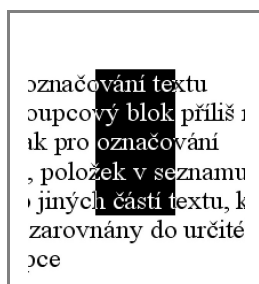 označování textu
oupcový blok příliš
ak pro označování
, položek v seznamu
jiných částí textu, k
zarovnány do určité
oce